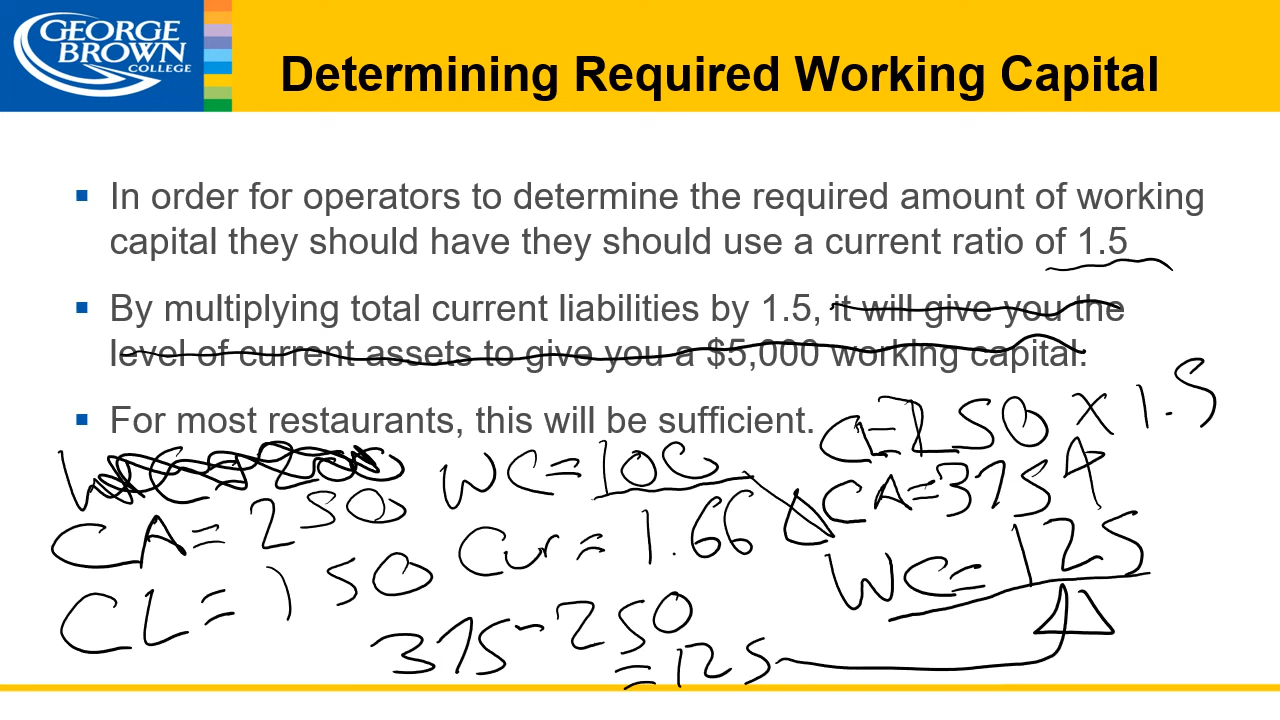 GEORGE
BROWN
COLLEGE
Determining Required Working Capital
▪ In order for operators to determine the required amount of working
capital they should have they should use a current ratio of 1.5
▪ By multiplying total current liabilities by 1.5, it will give you the
level of current assets to give you a $5,000 working capital.
▪ For most restaurants, this will be sufficient.
CL=250 X 1.5
WC=100
CA=375
CA=250
Cur=1.66
WC=125
CL=150
375-250
=125